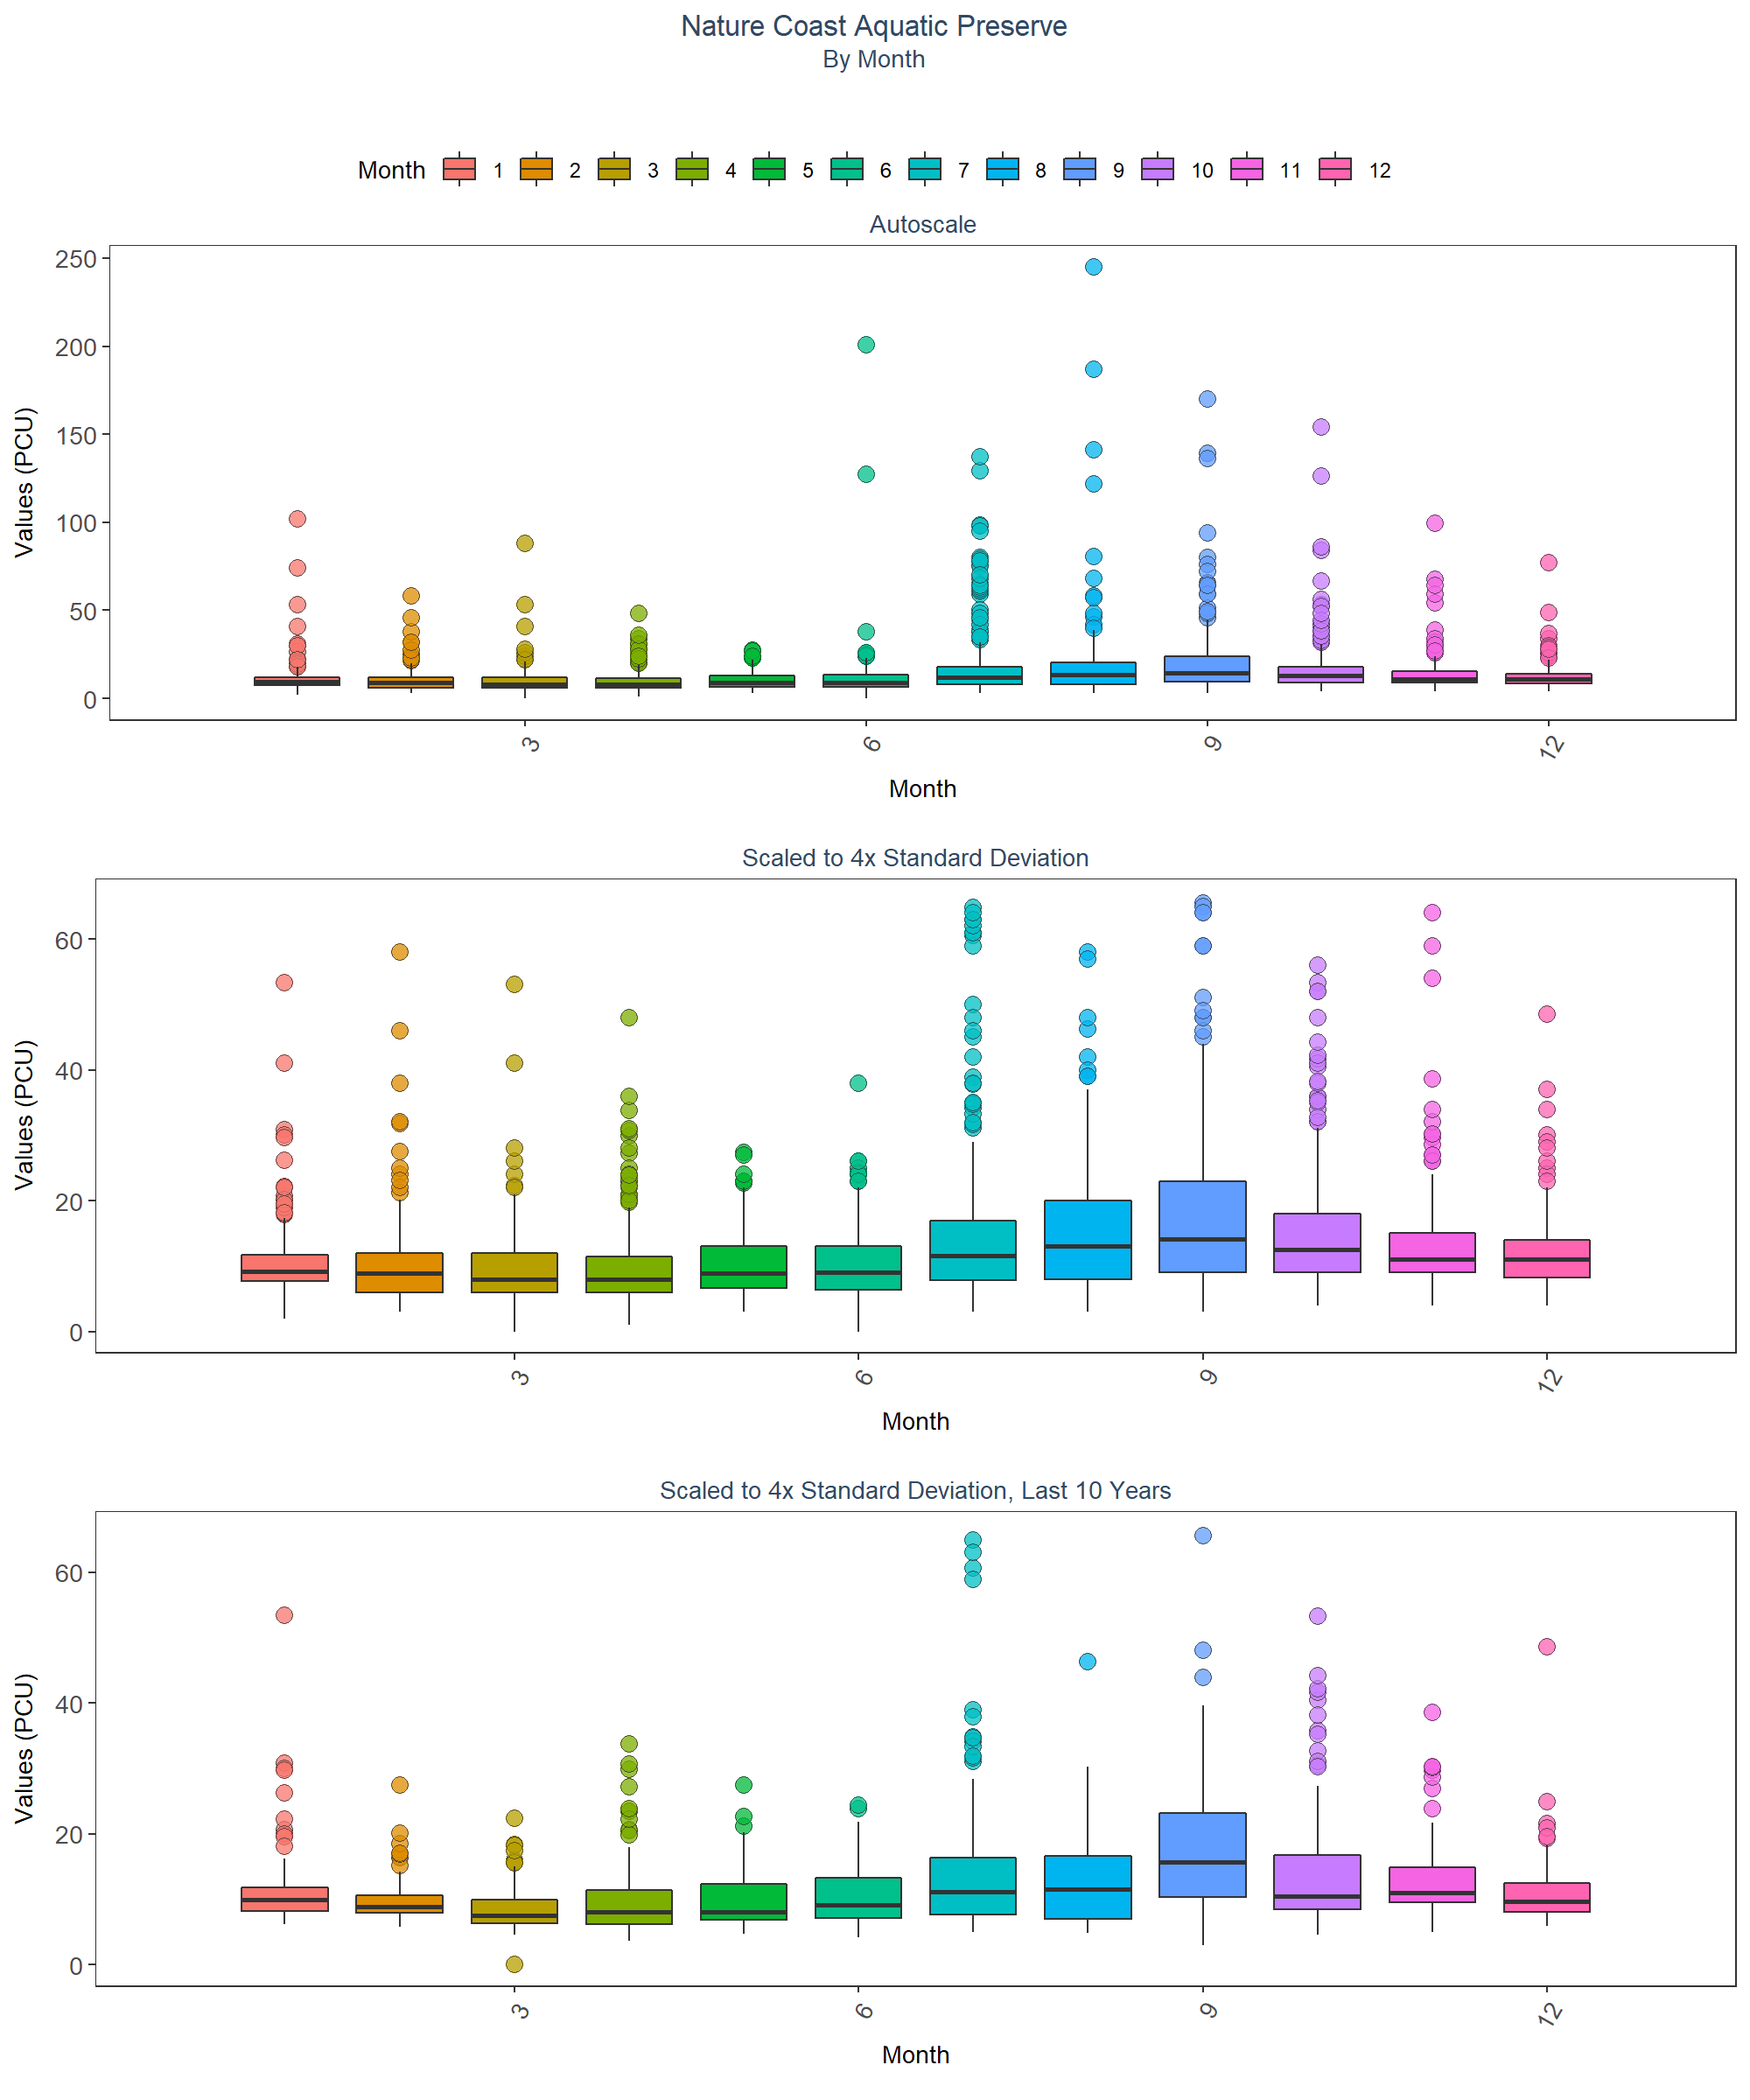 Nature Coast Aquatic Preserve
By Month
Month 1 2 3 4 5 6 7 8 9 10 11 12
Autoscale
250
200
150
100
50
0
Values (PCU)
3 6 9 12
Month
Scaled to 4x Standard Deviation
60
40
20
0
Values (PCU)
3 6 9 12
Month
Scaled to 4x Standard Deviation, Last 10 Years
60
40
20
0
Values (PCU)
3 6 9 12
Month